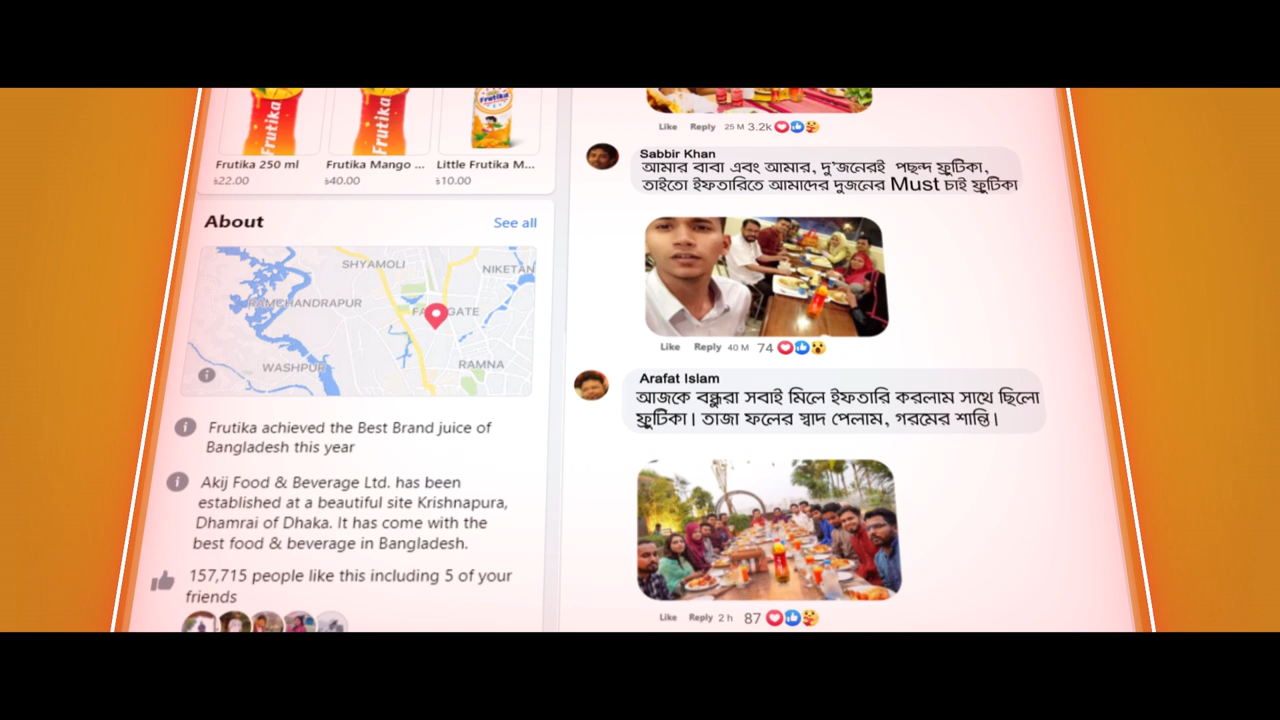 Frutika
Frutika
Frutika
Frutika 250 ml
Frutika Mango ...
Little Frutika M...
৳22.00
৳40.00
৳10.00
About
See all
SHYAMOLI
NIKETAN
RAMCHANDRAPUR
GATE
WASHPUR
RAMNA
Frutika achieved the Best Brand juice of
Bangladesh this year
Akij Food & Beverage Ltd. has been
established at a beautiful site Krishnapura,
Dhamrai of Dhaka. It has come with the
best food & beverage in Bangladesh.
157,715 people like this including 5 of your
friends
Like Reply 25 M 3.2k
Sabbir Khan
আমার বাবা এবং আমার, দু'জনেরই পছন্দ ফ্রুটিকা,
তাইতো ইফতারিতে আমাদের দুজনের Must চাই ফ্রুটিকা
Like Reply 40 M 74
Arafat Islam
আজকে বন্ধুরা সবাই মিলে ইফতারি করলাম সাথে ছিলো
ফ্রুটিকা। তাজা ফলের স্বাদ পেলাম, গরমের শান্তি।
Like Reply 2 h 87